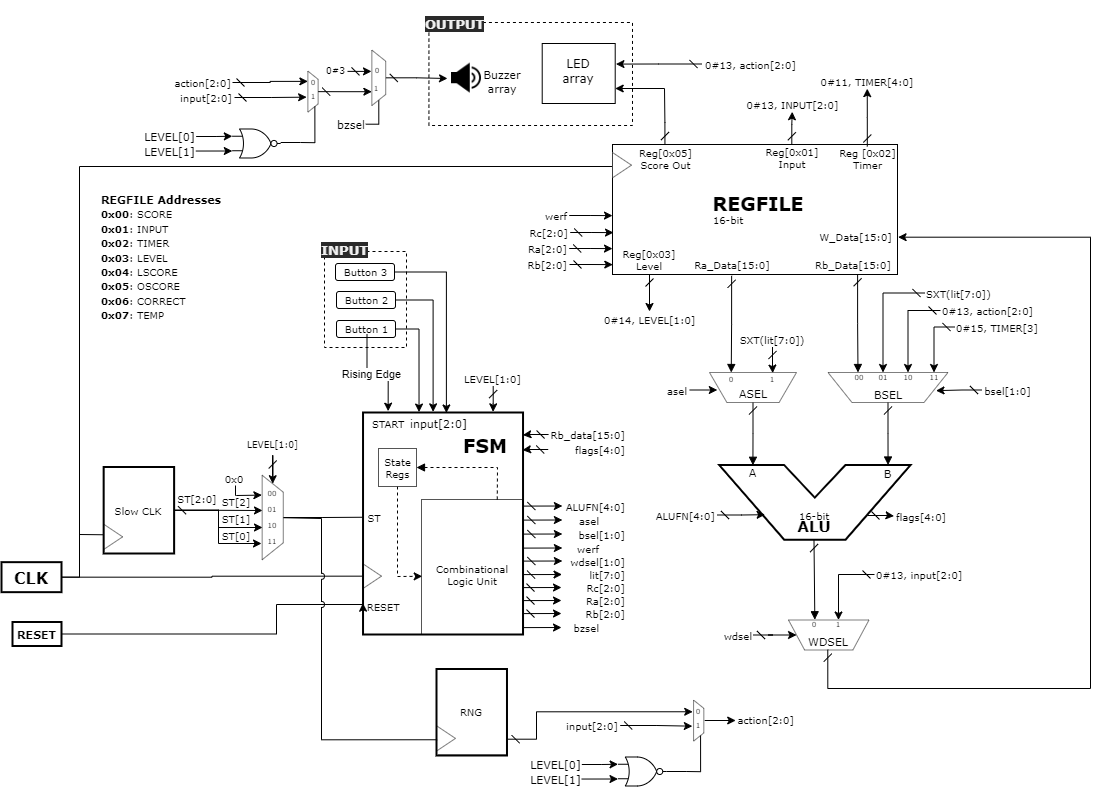 OUTPUT
LED
array
Buzzer
array
0#13, action[2:0]
action[2:0]
input[2:0]
0
1
0#3
0
1
bzsel
LEVEL[0]
LEVEL[1]
0#11, TIMER[4:0]
0#13, INPUT[2:0]
Reg[0x05]
Score Out
Reg[0x01]
Input
Reg [0x02]
Timer
REGFILE
16-bit
werf
Rc[2:0]
Ra[2:0]
Rb[2:0]
W_Data[15:0]
Reg[0x03]
Level
Ra_Data[15:0]
Rb_Data[15:0]
0#14, LEVEL[1:0]
REGFILE Addresses
0x00: SCORE
0x01: INPUT
0x02: TIMER
0x03: LEVEL
0x04: LSCORE
0x05: OSCORE
0x06: CORRECT
0x07: TEMP
INPUT
Button 3
Button 2
Button 1
Rising Edge
LEVEL[1:0]
SXT(lit[7:0])
0#13, action[2:0]
0#15, TIMER[3]
SXT(lit[7:0])
0
1
asel
ASEL
00
01
10
11
BSEL
bsel[1:0]
START input[2:0]
FSM
State
Regs
Rb_data[15:0]
flags[4:0]
ST
Combinational
Logic Unit
RESET
ALUFN[4:0]
asel
bsel[1:0]
werf
wdsel[1:0]
lit[7:0]
Rc[2:0]
Ra[2:0]
Rb[2:0]
bzsel
LEVEL[1:0]
Slow CLK
ST[2:0]
0x0
ST[2]
ST[1]
ST[0]
00
01
10
11
CLK
RESET
A
B
ALUFN[4:0]
16-bit
ALU
flags[4:0]
0#13, input[2:0]
0
1
wdsel
WDSEL
RNG
input[2:0]
0
1
action[2:0]
LEVEL[0]
LEVEL[1]